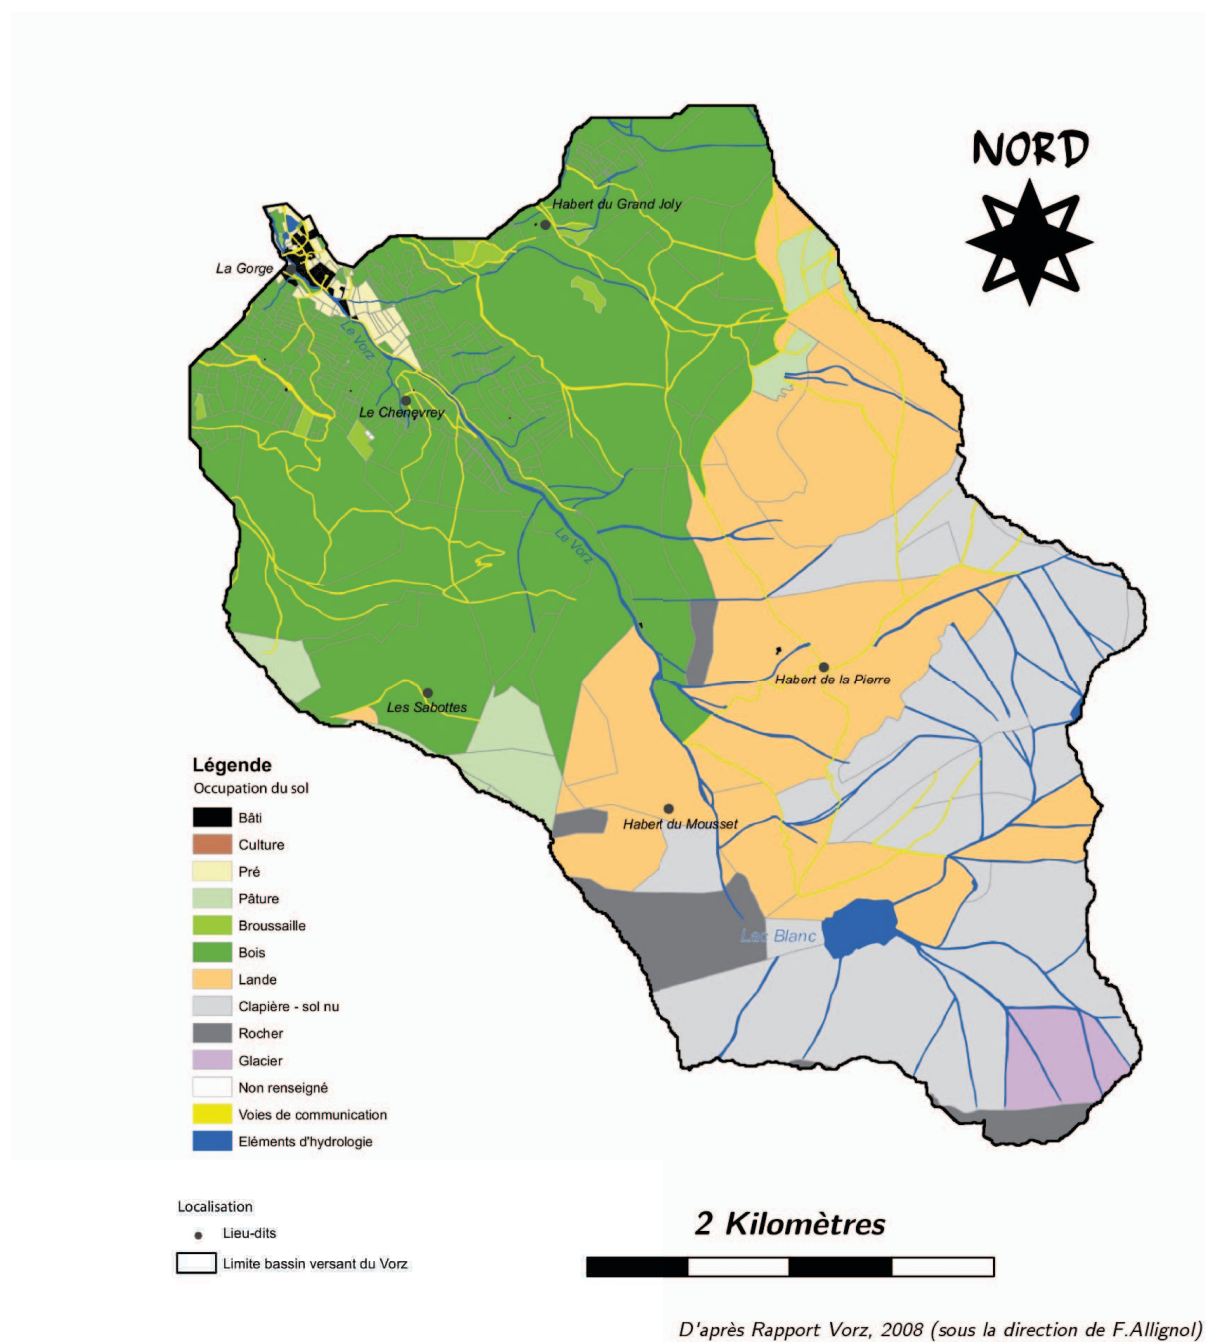 NORD
Habert du Grand Joly
La Gorge
Le Vorz
Le Chenevrey
Le Vorz
Habert de la Pierre
Les Sabottes
Habert du Mousset
Lac Blanc
Légende
Occupation du sol
Bâti
Culture
Pré
Pâture
Broussaille
Bois
Lande
Clapière - sol nu
Rocher
Glacier
Non renseigné
Voies de communication
Eléments d'hydrologie
Localisation
Lieu-dits
Limite bassin versant du Vorz
2 Kilomètres
D'après Rapport Vorz, 2008 (sous la direction de F.Allignol)